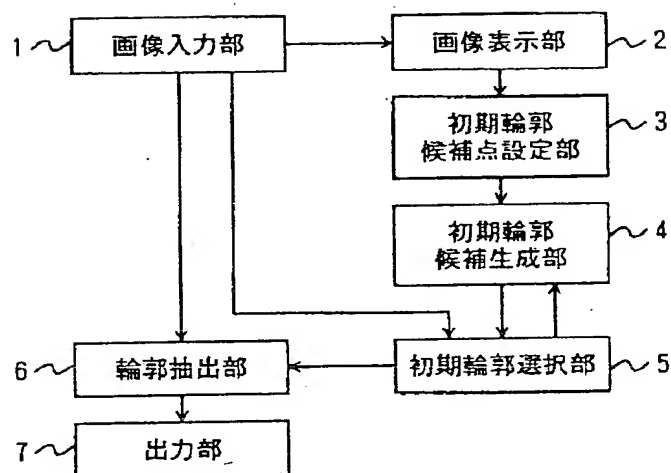 1 画像入力部
画像表示部 2
初期輪郭
候補点設定部 3
初期輪郭
候補生成部 4
6 輪郭抽出部
初期輪郭選択部 5
7 出力部